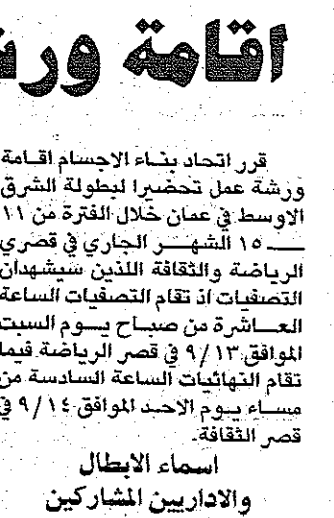 اقامة ور
قرر اتحاد بناء الاجسام اقامة
ورشة عمل تحضيرا لبطولة الشرق
الاوسط في عمان خلال الفترة من ١١
ــ ١٥ الشهر الجاري في قصري
الرياضة والثقافة اللذين سيشهدان
التصفيات اذ تقام التصفيات الساعة
العاشرة من صباح يوم السبت
الموافق ٩/١٣ في قصر الرياضة فيما
تقام النهائيات الساعة السادسة من
مساء يوم الاحد الموافق ٩/١٤ في
قصر الثقافة.
اسماء الابطال
والاداريين المشاركين